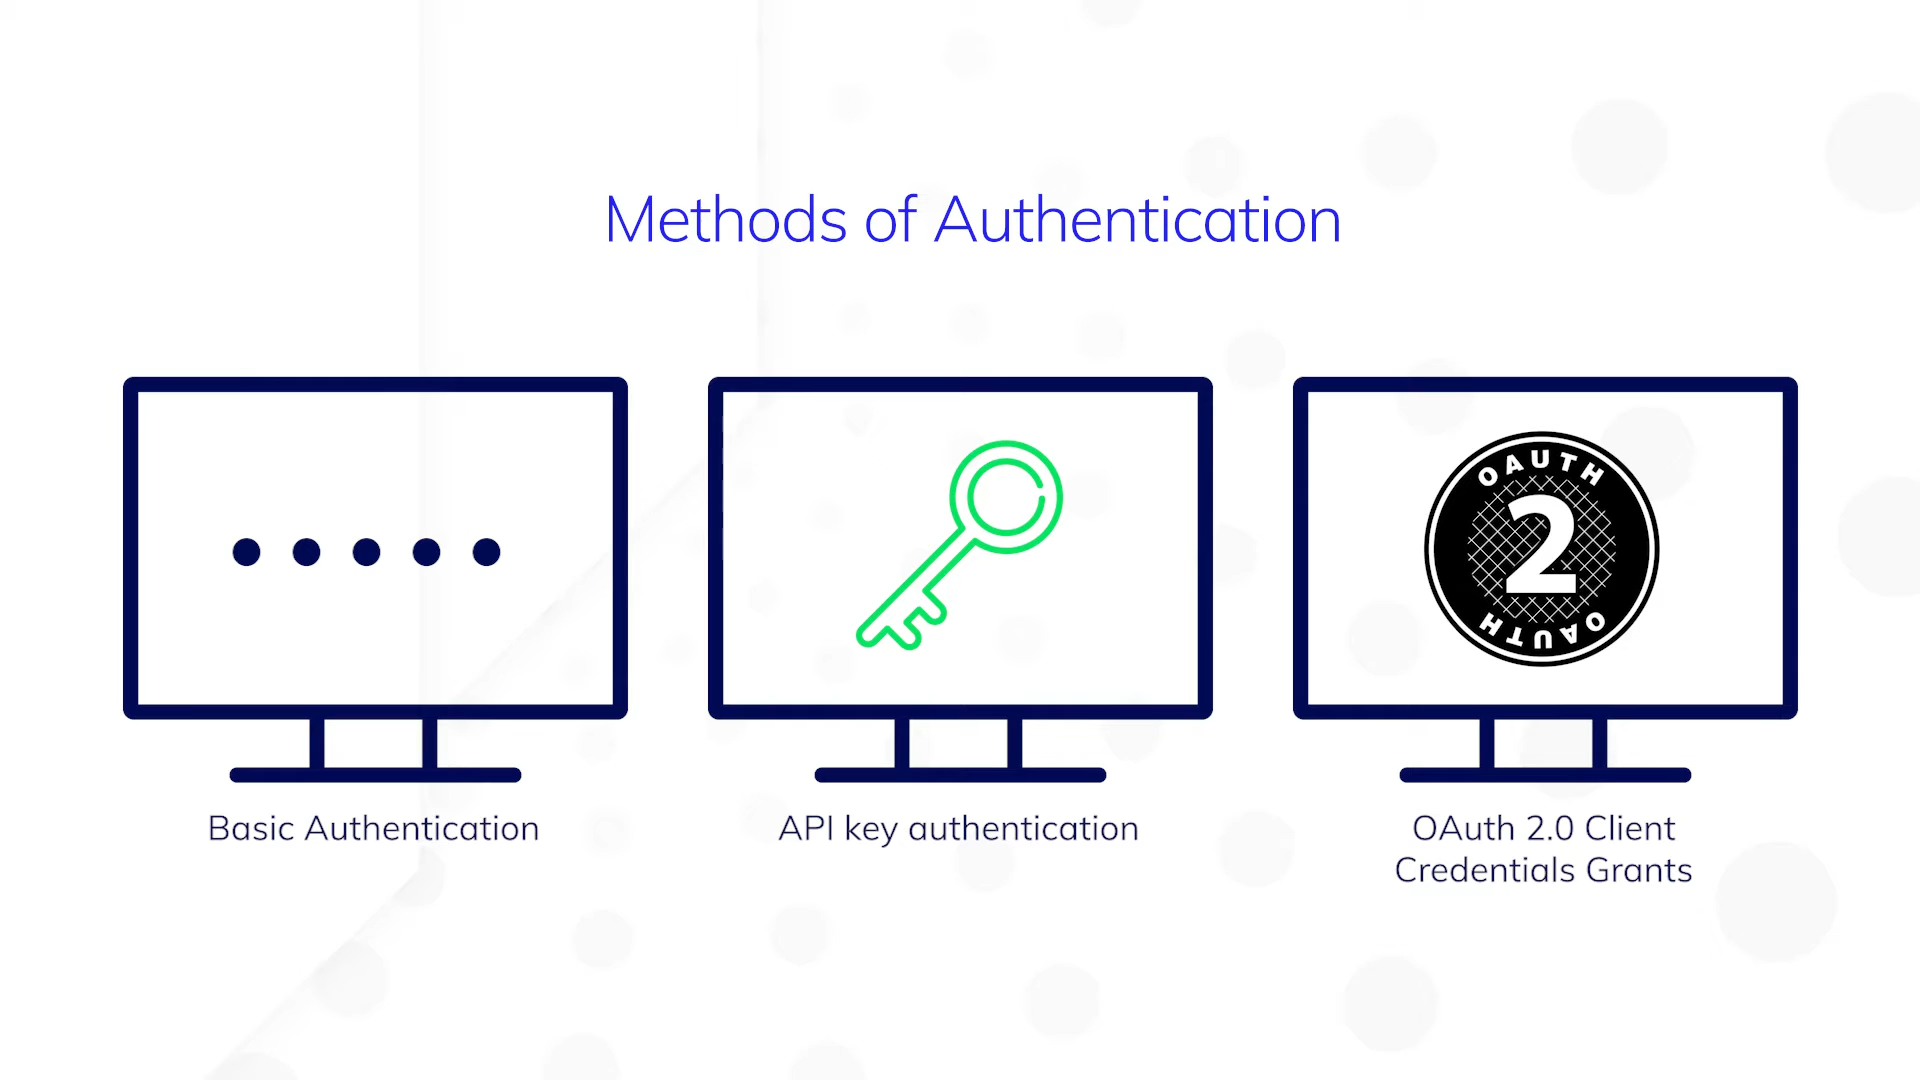 Methods of Authentication
OAUTH
2
OAUTH
Basic Authentication
API key authentication
OAuth 2.0 Client
Credentials Grants